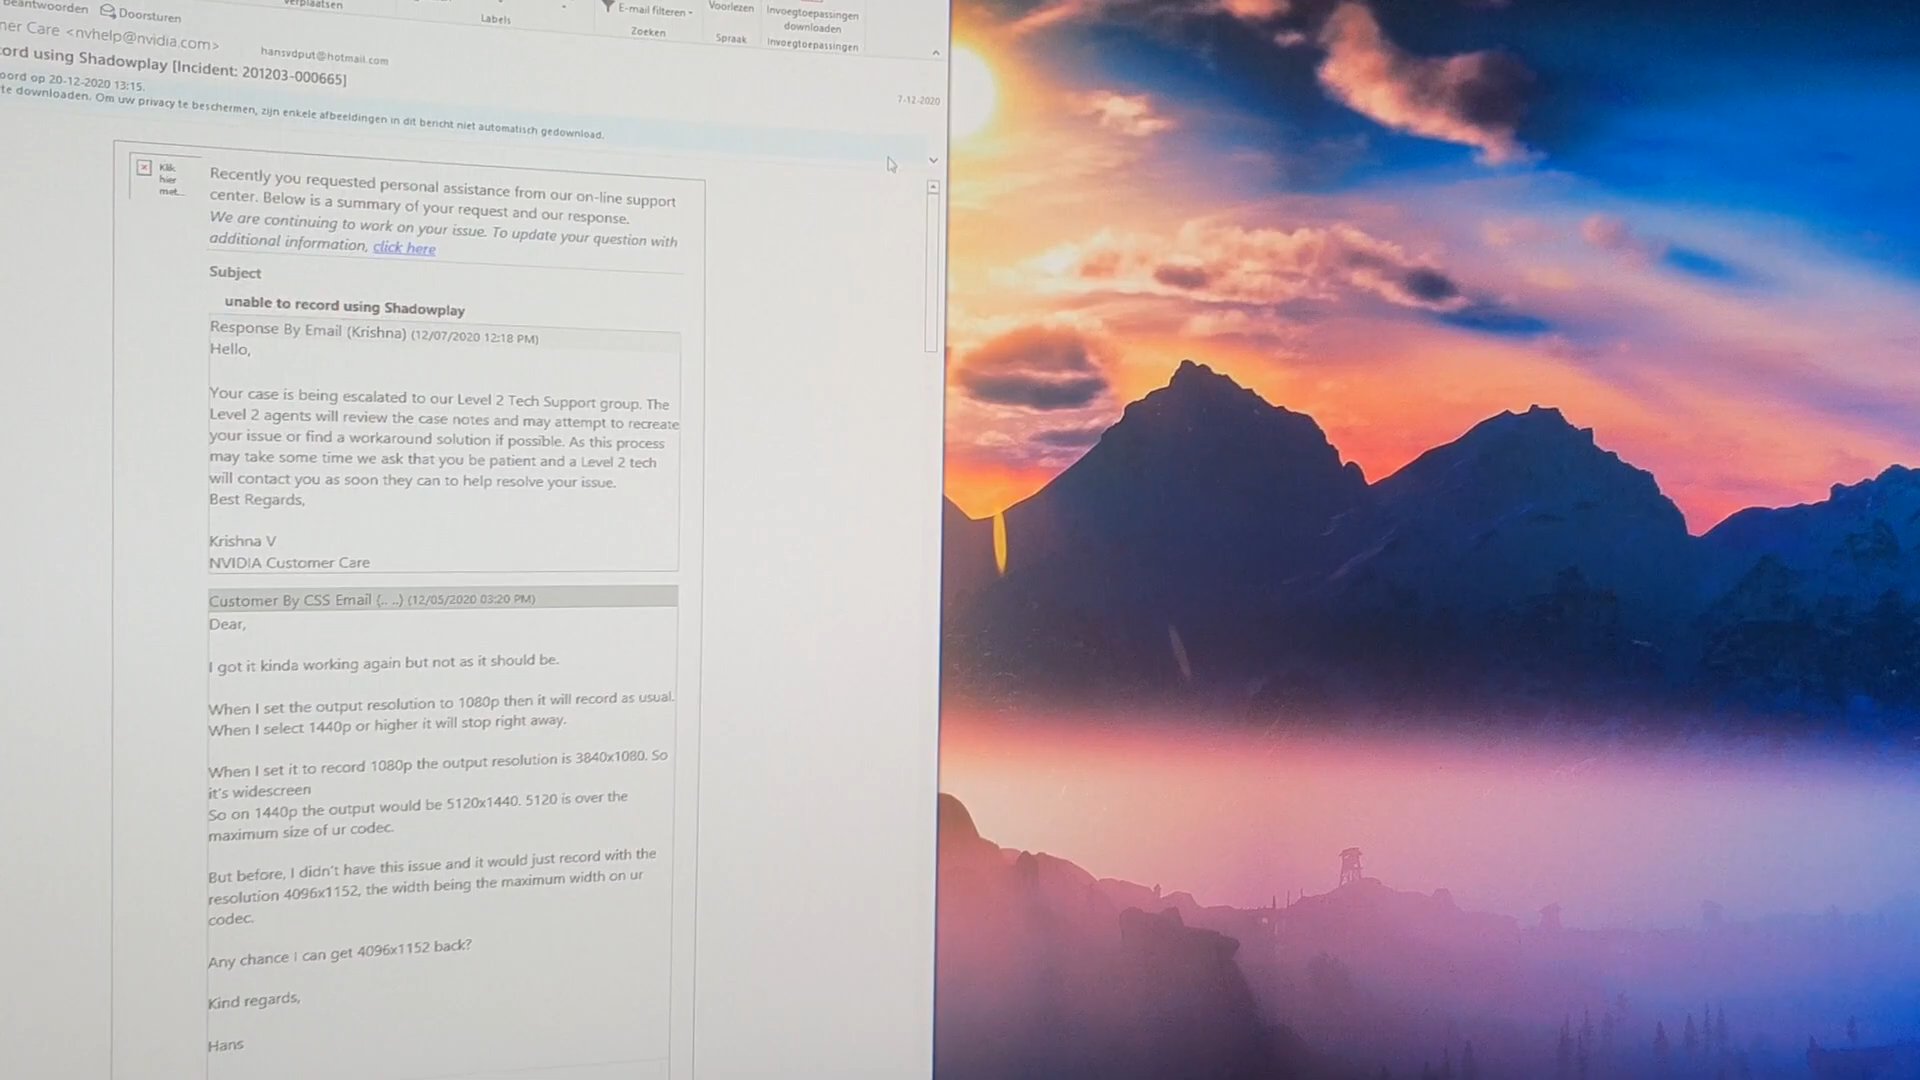 beantwoorden Doorsturen
Verplaatsen
Labels
E-mail filteren
Zoeken
Voorlezen
Spraak
Invoegtoepassingen
downloaden
Invoegtoepassingen
Care <nvhelp@nvidia.com>
hansvdput@hotmail.com
using Shadowplay [Incident: 201203-000665]
op 20-12-2020 13:15.
7-12-2020
te downloaden. Om uw privacy te beschermen, zijn enkele afbeeldingen in dit bericht niet automatisch gedownload.
Klik
hier
met...
Recently you requested personal assistance from our on-line support
center. Below is a summary of your request and our response.
We are continuing to work on your issue. To update your question with
additional information, click here
Subject
unable to record using Shadowplay
Response By Email (Krishna) (12/07/2020 12:18 PM)
Hello,
Your case is being escalated to our Level 2 Tech Support group. The
Level 2 agents will review the case notes and may attempt to recreate
your issue or find a workaround solution if possible. As this process
may take some time we ask that you be patient and a Level 2 tech
will contact you as soon they can to help resolve your issue.
Best Regards,
Krishna V
NVIDIA Customer Care
Customer By CSS Email (.. ..) (12/05/2020 03:20 PM)
Dear,
I got it kinda working again but not as it should be.
When I set the output resolution to 1080p then it will record as usual.
When I select 1440p or higher it will stop right away.
When I set it to record 1080p the output resolution is 3840x1080. So
it's widescreen
So on 1440p the output would be 5120x1440. 5120 is over the
maximum size of ur codec.
But before, I didn't have this issue and it would just record with the
resolution 4096x1152, the width being the maximum width on ur
codec.
Any chance I can get 4096x1152 back?
Kind regards,
Hans